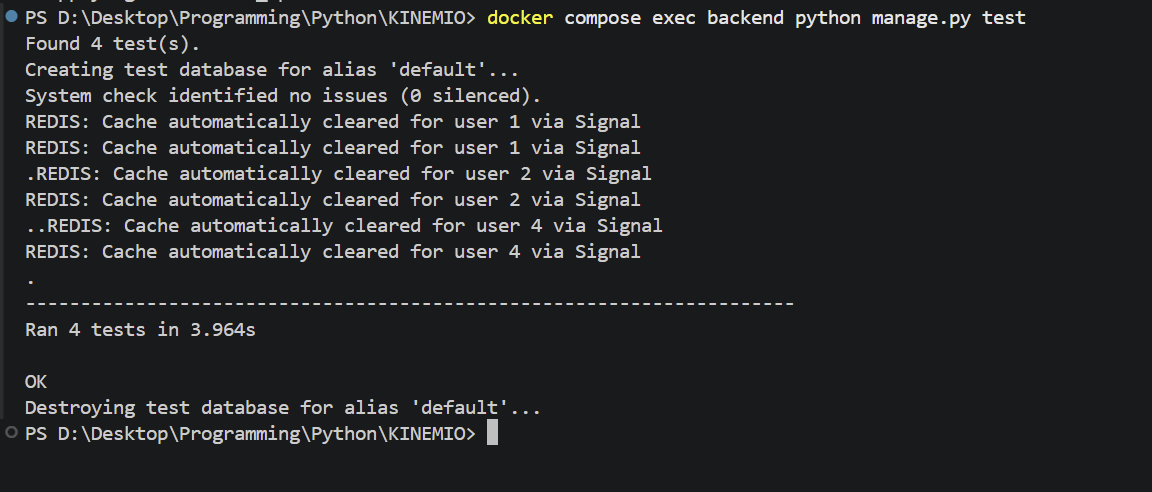 PS D:\Desktop\Programming\Python\KINEMIO> docker compose exec backend python manage.py test
Found 4 test(s).
Creating test database for alias 'default'...
System check identified no issues (0 silenced).
REDIS: Cache automatically cleared for user 1 via Signal
REDIS: Cache automatically cleared for user 1 via Signal
.REDIS: Cache automatically cleared for user 2 via Signal
REDIS: Cache automatically cleared for user 2 via Signal
..REDIS: Cache automatically cleared for user 4 via Signal
REDIS: Cache automatically cleared for user 4 via Signal
.
----------------------------------------------------------------------
Ran 4 tests in 3.964s
OK
Destroying test database for alias 'default'...
PS D:\Desktop\Programming\Python\KINEMIO>